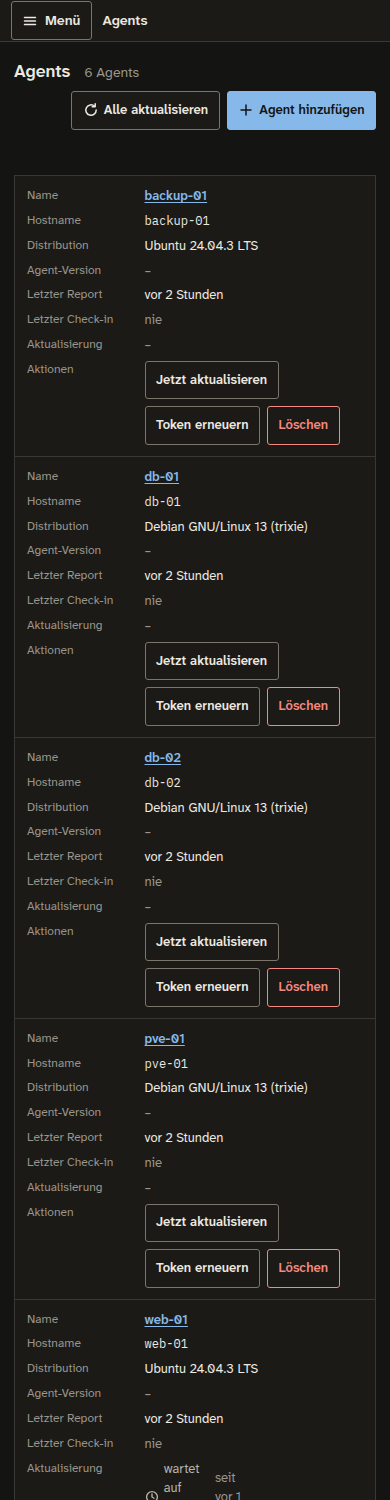 Menü Agents
Agents 6 Agents
Alle aktualisieren Agent hinzufügen
Name backup-01
Hostname backup-01
Distribution Ubuntu 24.04.3 LTS
Agent-Version –
Letzter Report vor 2 Stunden
Letzter Check-in nie
Aktualisierung –
Aktionen Jetzt aktualisieren
Token erneuern Löschen
Name db-01
Hostname db-01
Distribution Debian GNU/Linux 13 (trixie)
Agent-Version –
Letzter Report vor 2 Stunden
Letzter Check-in nie
Aktualisierung –
Aktionen Jetzt aktualisieren
Token erneuern Löschen
Name db-02
Hostname db-02
Distribution Debian GNU/Linux 13 (trixie)
Agent-Version –
Letzter Report vor 2 Stunden
Letzter Check-in nie
Aktualisierung –
Aktionen Jetzt aktualisieren
Token erneuern Löschen
Name pve-01
Hostname pve-01
Distribution Debian GNU/Linux 13 (trixie)
Agent-Version –
Letzter Report vor 2 Stunden
Letzter Check-in nie
Aktualisierung –
Aktionen Jetzt aktualisieren
Token erneuern Löschen
Name web-01
Hostname web-01
Distribution Ubuntu 24.04.3 LTS
Agent-Version –
Letzter Report vor 2 Stunden
Letzter Check-in nie
Aktualisierung wartet
auf seit
vor 1